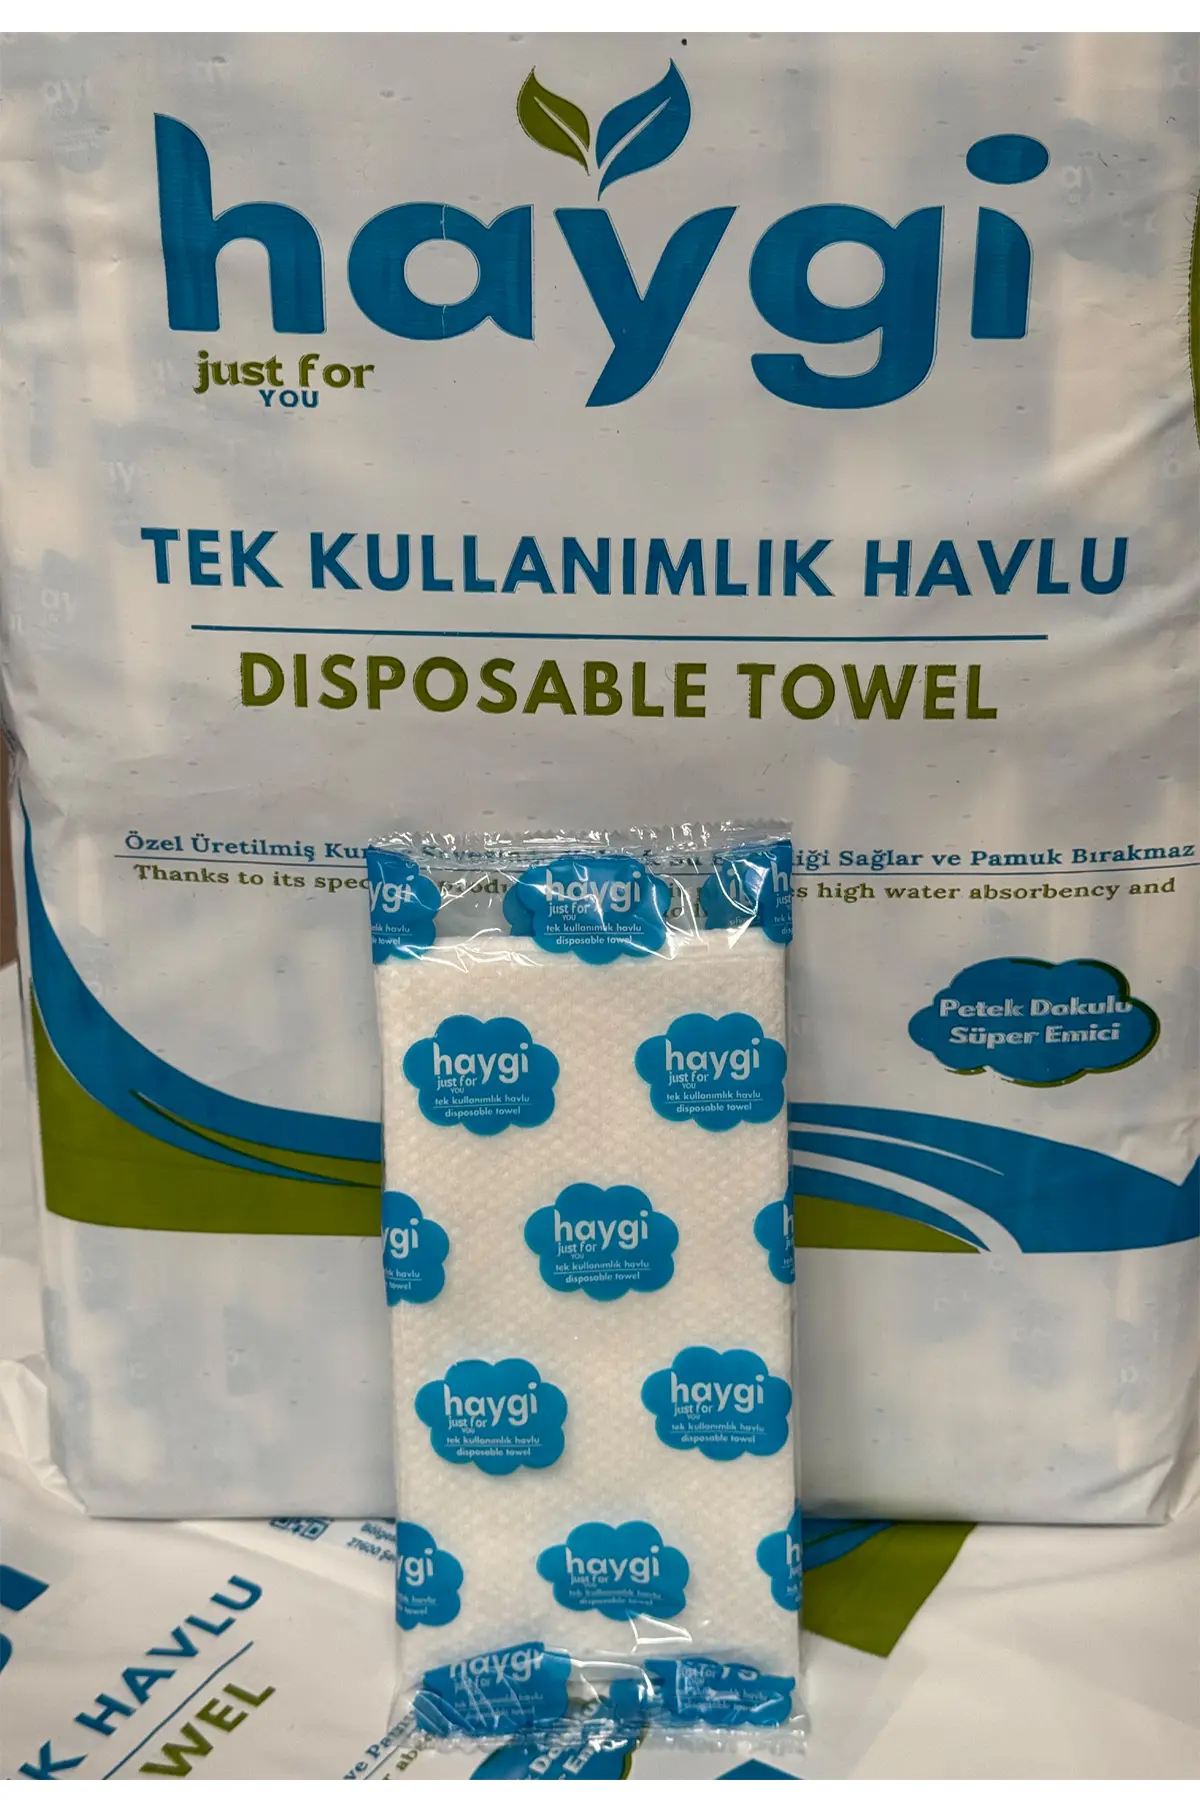 haygi
just for
YOU
TEK KULLANIMLIK HAVLU
DISPOSABLE TOWEL
Özel Üretilmiş Sağlar ve Pamuk Bırakmaz
Thanks to its high water absorbency and
Petek Dokulu
Süper Emici
haygi
just for
YOU
tek kullanımlık havlu
disposable towel
haygi
just for
YOU
tek kullanımlık havlu
disposable towel
haygi
just for
YOU
tek kullanımlık havlu
disposable towel
haygi
just for
YOU
tek kullanımlık havlu
disposable towel
haygi
just for
YOU
tek kullanımlık havlu
disposable towel
haygi
just for
YOU
tek kullanımlık havlu
disposable towel
haygi
just for
tek kullanımlık havlu
disposable towel
haygi
HAVLU